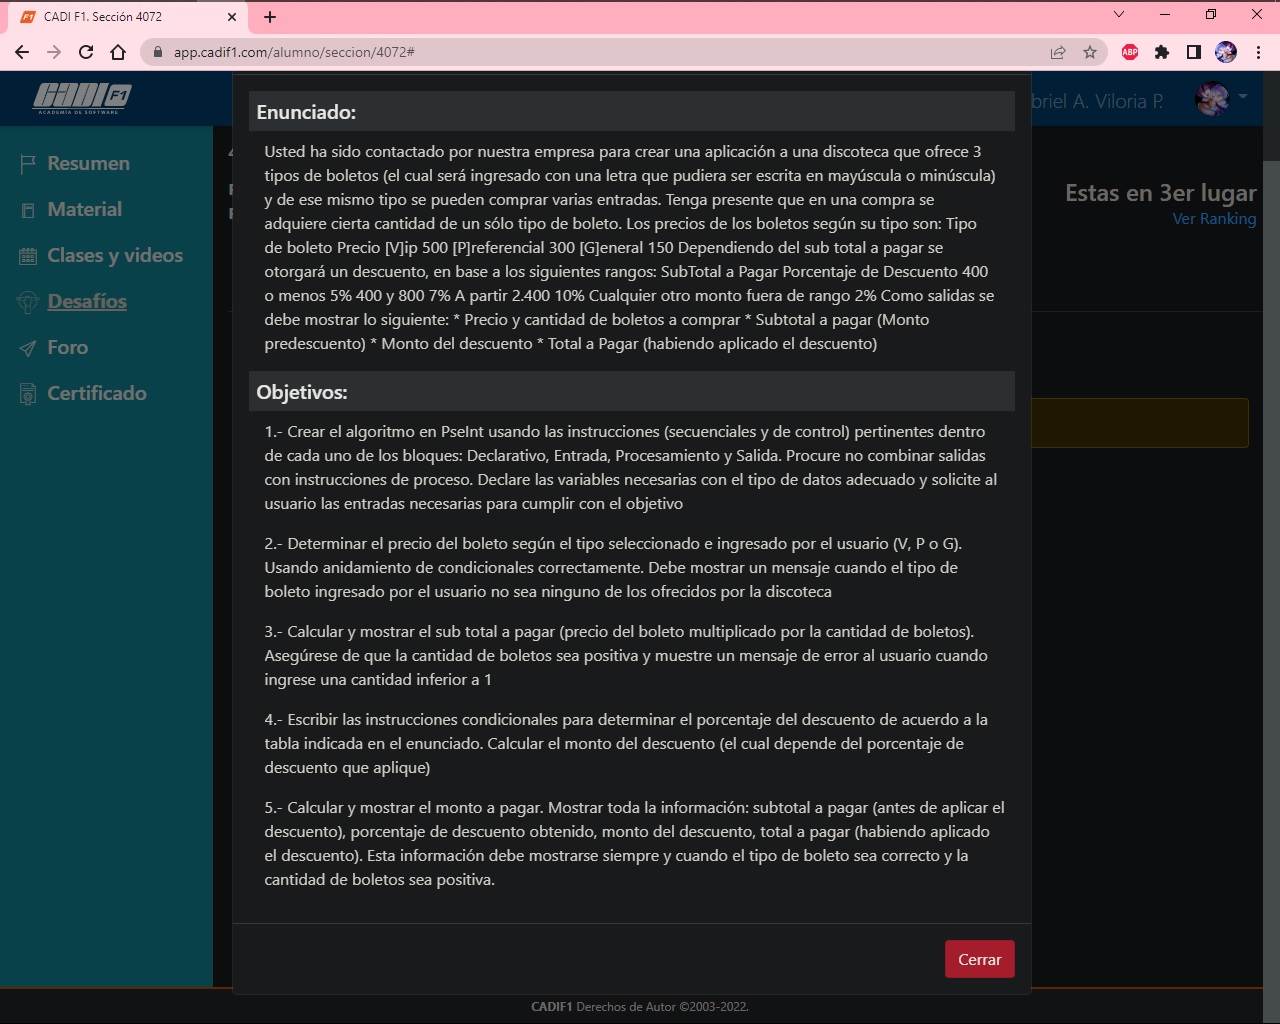 CADI F1. Sección 4072
app.cadif1.com/alumno/seccion/4072#
ABP
CADI F1
ACADEMIA DE SOFTWARE
briel A. Viloria P.
Resumen
Material
Clases y videos
Desafíos
Foro
Certificado
Estas en 3er lugar
Ver Ranking
Enunciado:
Usted ha sido contactado por nuestra empresa para crear una aplicación a una discoteca que ofrece 3
tipos de boletos (el cual será ingresado con una letra que pudiera ser escrita en mayúscula o minúscula)
y de ese mismo tipo se pueden comprar varias entradas. Tenga presente que en una compra se
adquiere cierta cantidad de un sólo tipo de boleto. Los precios de los boletos según su tipo son: Tipo
de boleto Precio [V]ip 500 [P]referencial 300 [G]eneral 150 Dependiendo del sub total a pagar se
otorgará un descuento, en base a los siguientes rangos: SubTotal a Pagar Porcentaje de Descuento 400
o menos 5% 400 y 800 7% A partir 2.400 10% Cualquier otro monto fuera de rango 2% Como salidas se
debe mostrar lo siguiente: * Precio y cantidad de boletos a comprar * Subtotal a pagar (Monto
predescuento) * Monto del descuento * Total a Pagar (habiendo aplicado el descuento)
Objetivos:
1.- Crear el algoritmo en PseInt usando las instrucciones (secuenciales y de control) pertinentes dentro
de cada uno de los bloques: Declarativo, Entrada, Procesamiento y Salida. Procure no combinar salidas
con instrucciones de proceso. Declare las variables necesarias con el tipo de datos adecuado y solicite al
usuario las entradas necesarias para cumplir con el objetivo
2.- Determinar el precio del boleto según el tipo seleccionado e ingresado por el usuario (V, P o G).
Usando anidamiento de condicionales correctamente. Debe mostrar un mensaje cuando el tipo de
boleto ingresado por el usuario no sea ninguno de los ofrecidos por la discoteca
3.- Calcular y mostrar el sub total a pagar (precio del boleto multiplicado por la cantidad de boletos).
Asegúrese de que la cantidad de boletos sea positiva y muestre un mensaje de error al usuario cuando
ingrese una cantidad inferior a 1
4.- Escribir las instrucciones condicionales para determinar el porcentaje del descuento de acuerdo a la
tabla indicada en el enunciado. Calcular el monto del descuento (el cual depende del porcentaje de
descuento que aplique)
5.- Calcular y mostrar el monto a pagar. Mostrar toda la información: subtotal a pagar (antes de aplicar el
descuento), porcentaje de descuento obtenido, monto del descuento, total a pagar (habiendo aplicado
el descuento). Esta información debe mostrarse siempre y cuando el tipo de boleto sea correcto y la
cantidad de boletos sea positiva.
Cerrar
CADIF1 Derechos de Autor ©2003-2022.